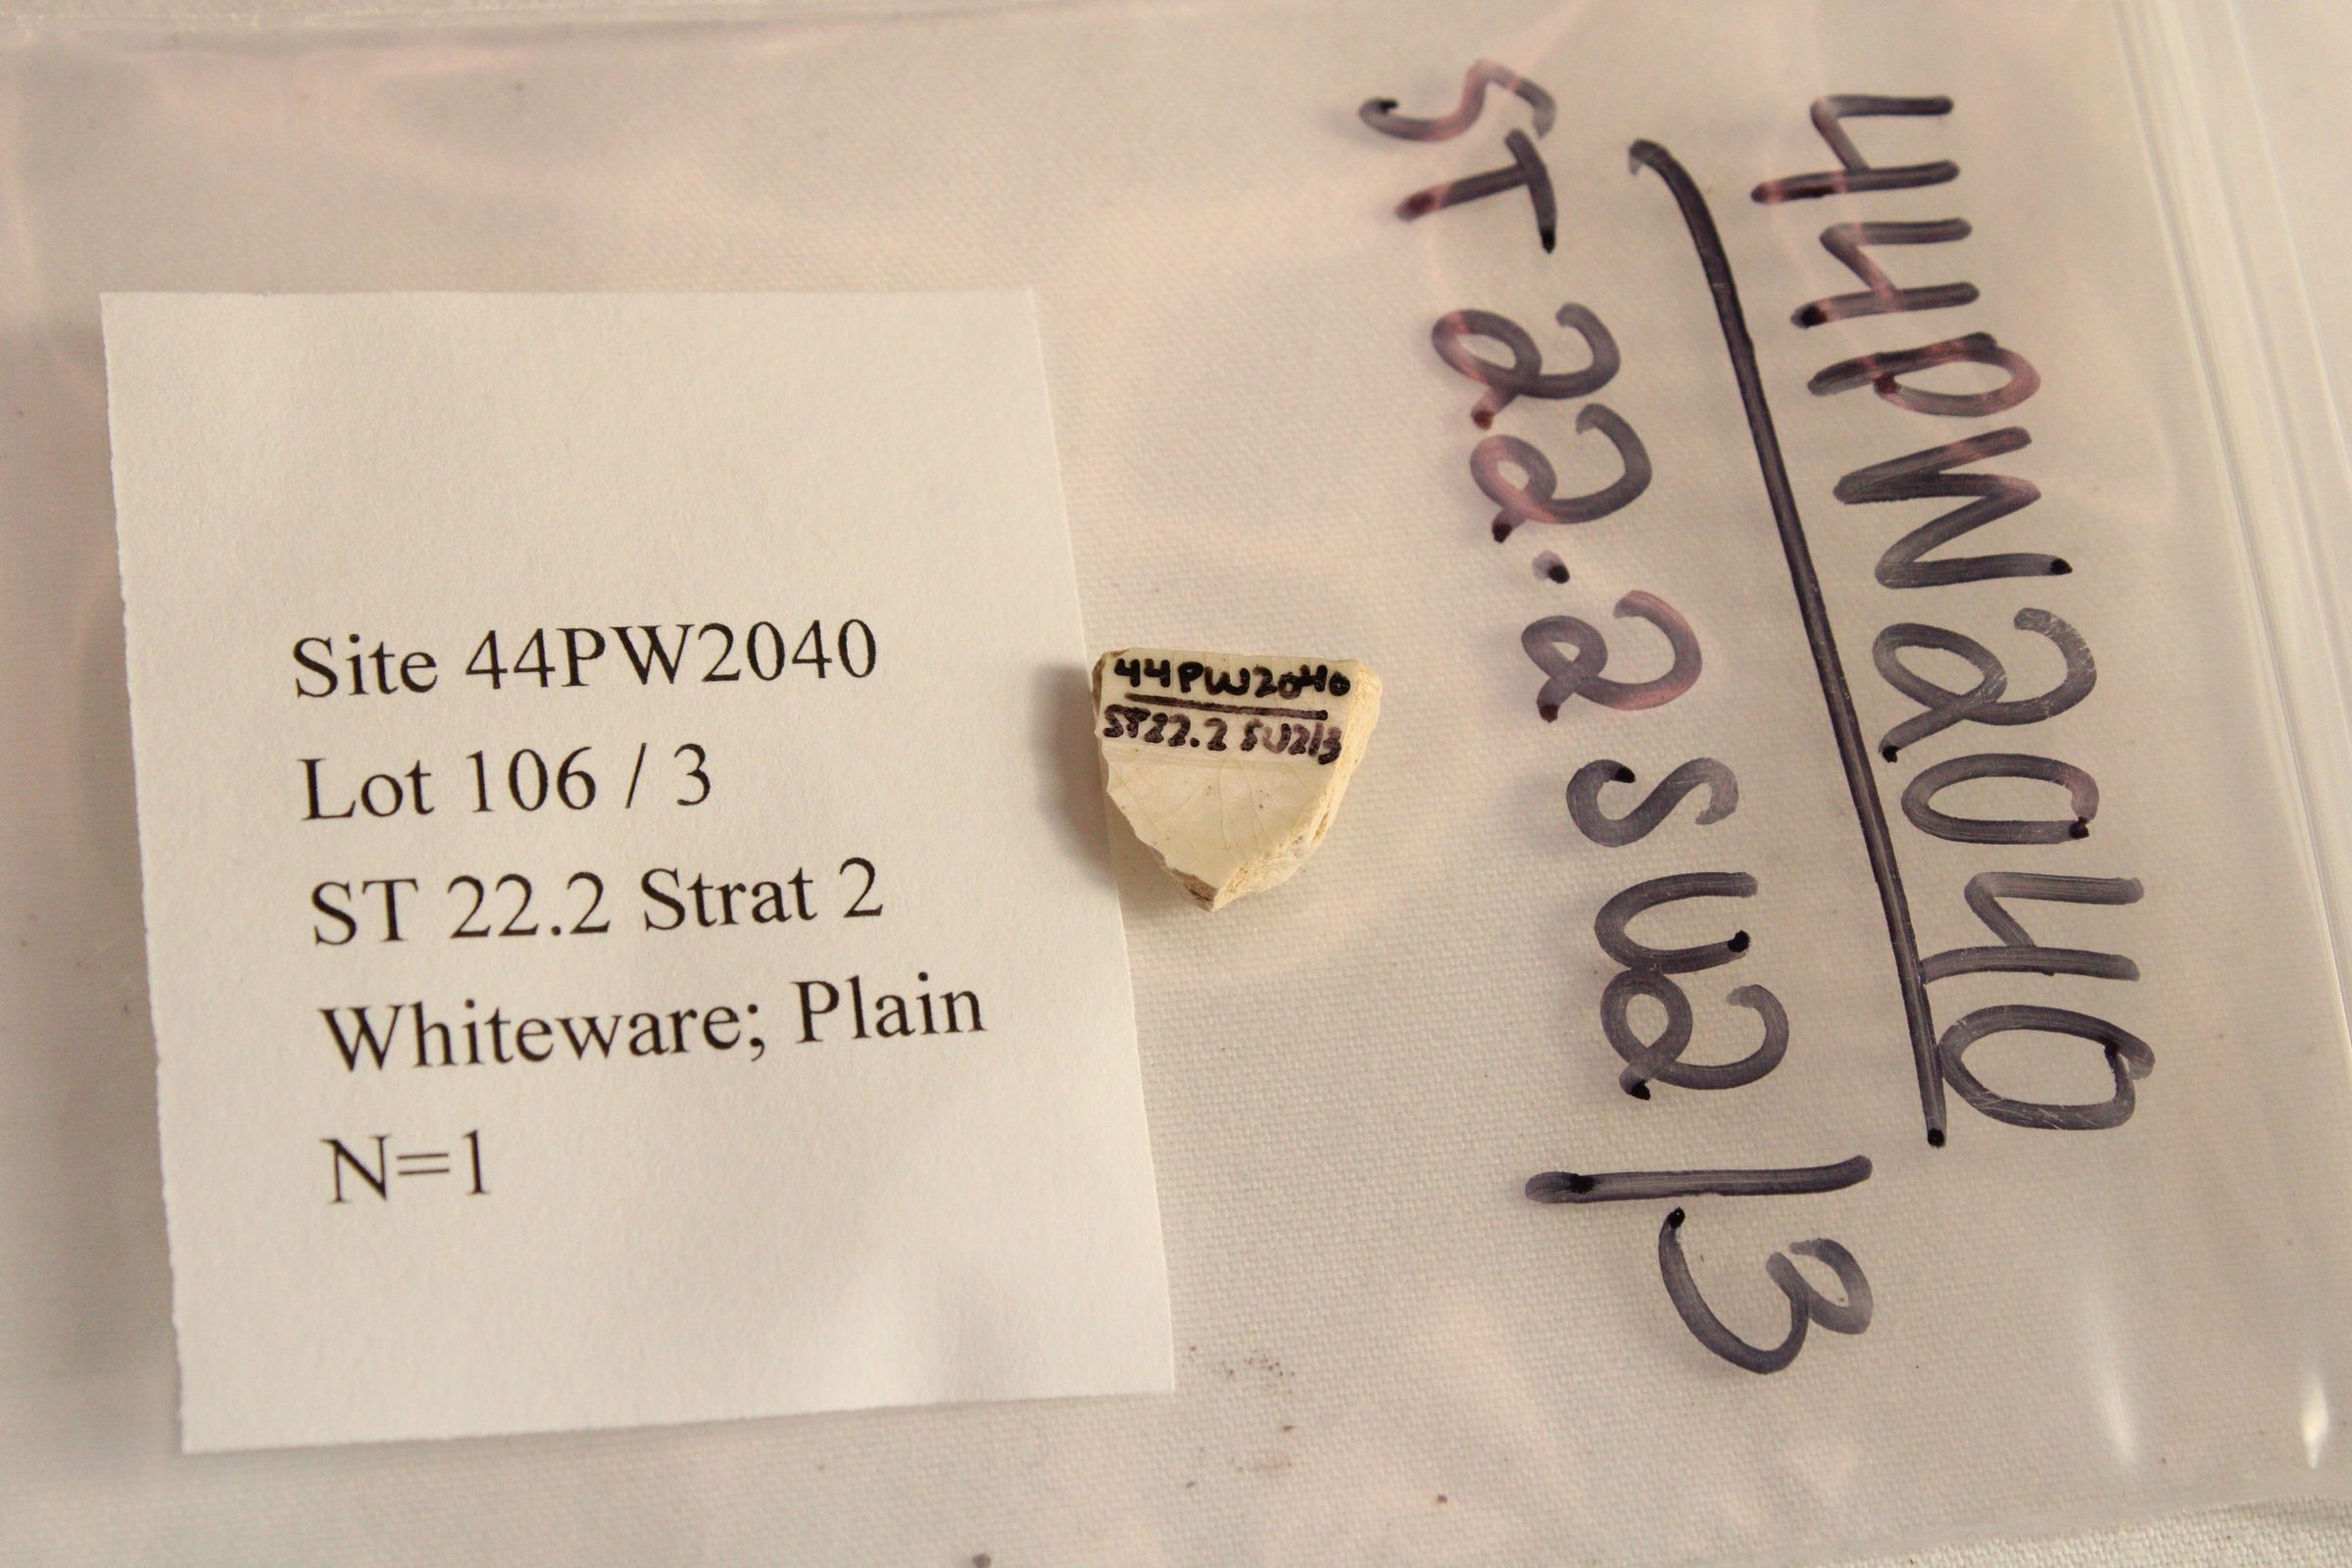 Site 44PW2040
Lot 106 / 3
ST 22.2 Strat 2
Whiteware; Plain
N=1
44PW2040
ST22.2 SU2/3
44PW2040
ST 22.2 SU2/3